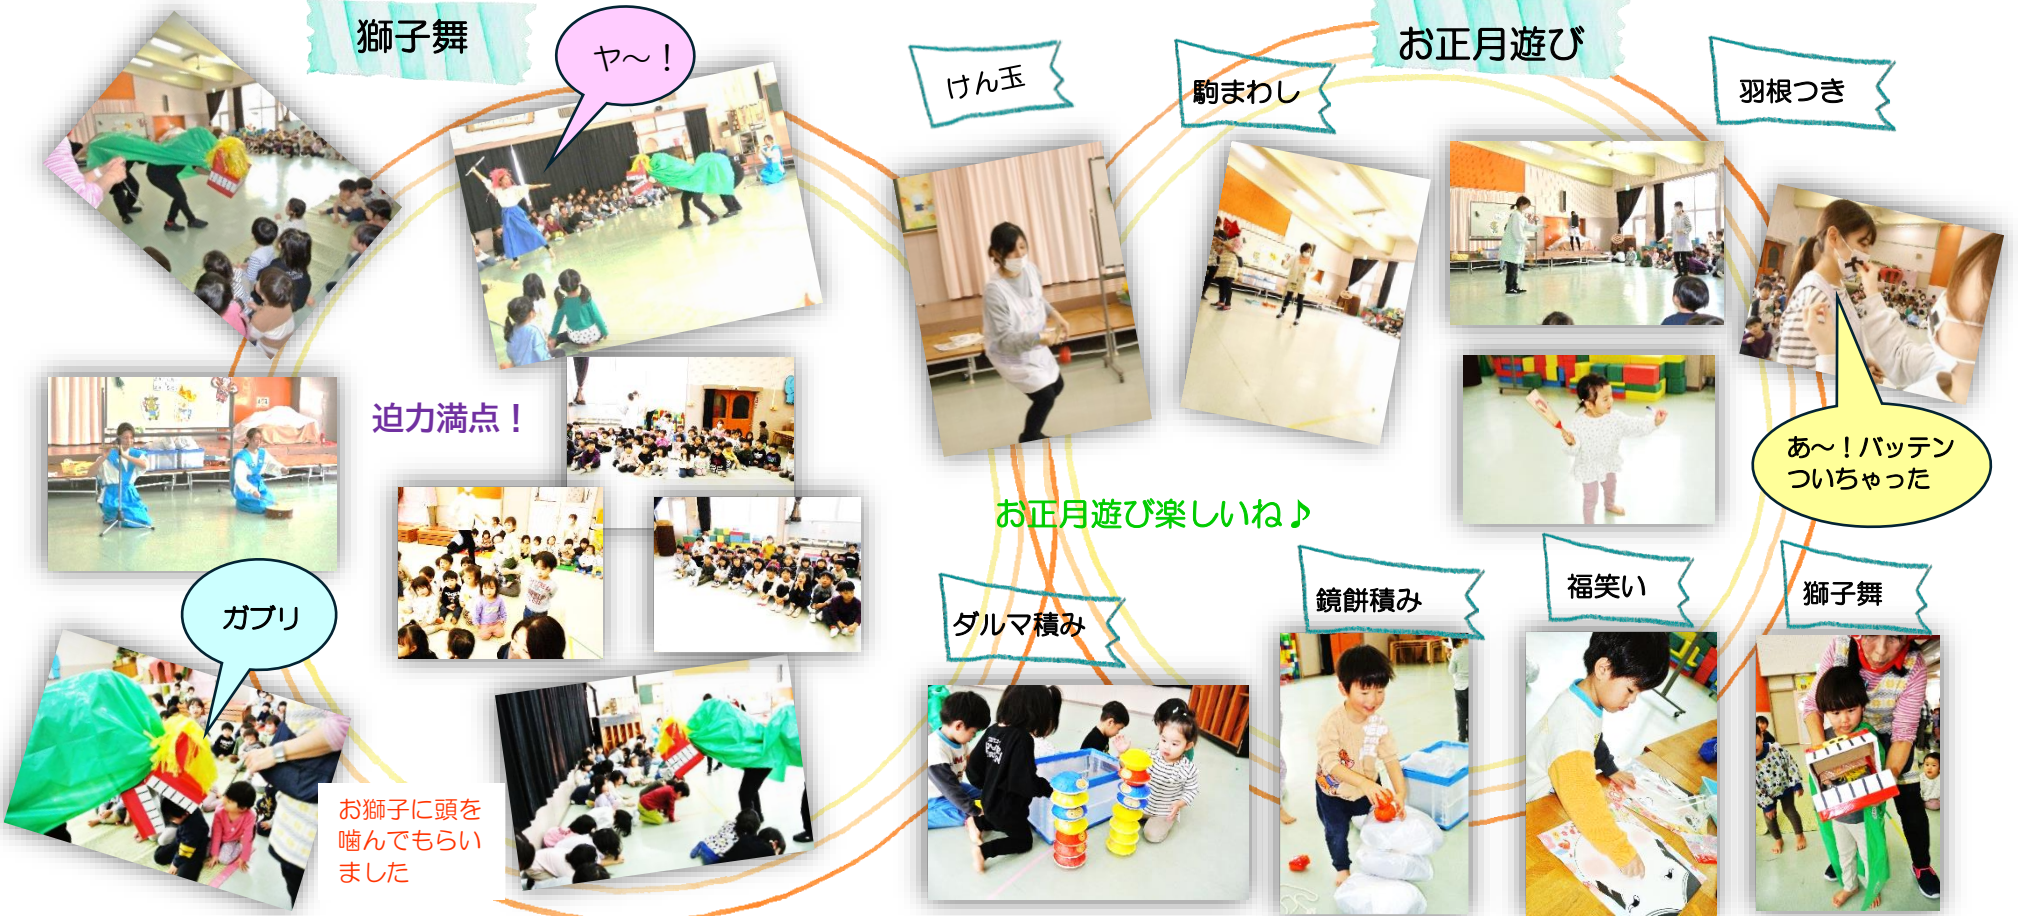 獅子舞
ヤ～！
迫力満点！
ガブリ
お獅子に頭を
噛んでもらい
ました
お正月遊び
けん玉
駒まわし
羽根つき
あ～！バッテン
ついちゃった
お正月遊び楽しいね♪
ダルマ積み
鏡餅積み
福笑い
獅子舞